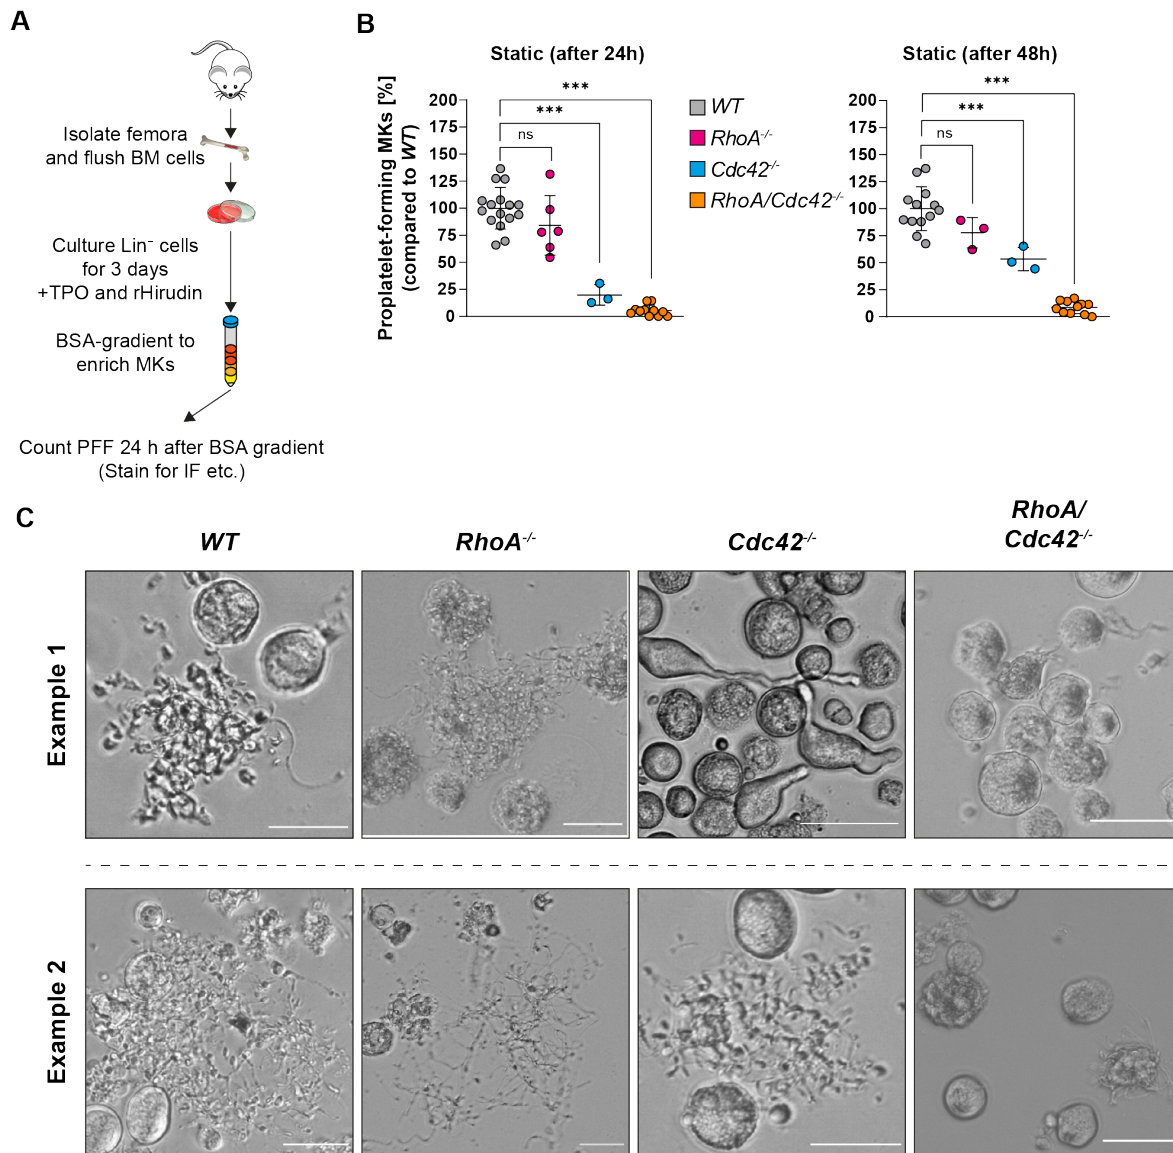 A
Isolate femora
and flush BM cells
Culture Lin⁻ cells
for 3 days
+TPO and rHirudin
BSA-gradient to
enrich MKs
Count PFF 24 h after BSA gradient
(Stain for IF etc.)
B
Proplatelet-forming MKs [%]
(compared to WT)
Static (after 24h)
***
***
ns
200
175
150
125
100
75
50
25
0
WT
RhoA-/-
Cdc42-/-
RhoA/Cdc42-/-
Static (after 48h)
***
***
ns
200
175
150
125
100
75
50
25
0
C
WT
RhoA-/-
Cdc42-/-
RhoA/
Cdc42-/-
Example 1
Example 2